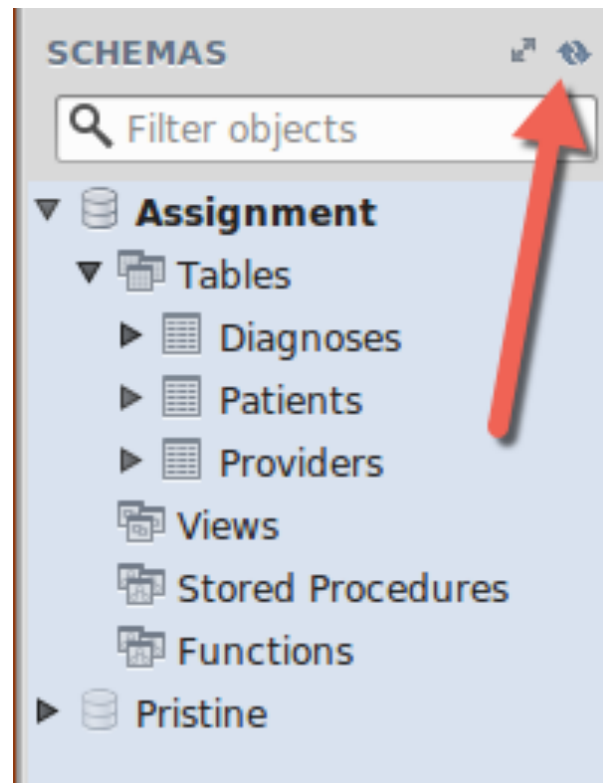 SCHEMAS
Filter objects
Assignment
Tables
Diagnoses
Patients
Providers
Views
Stored Procedures
Functions
Pristine